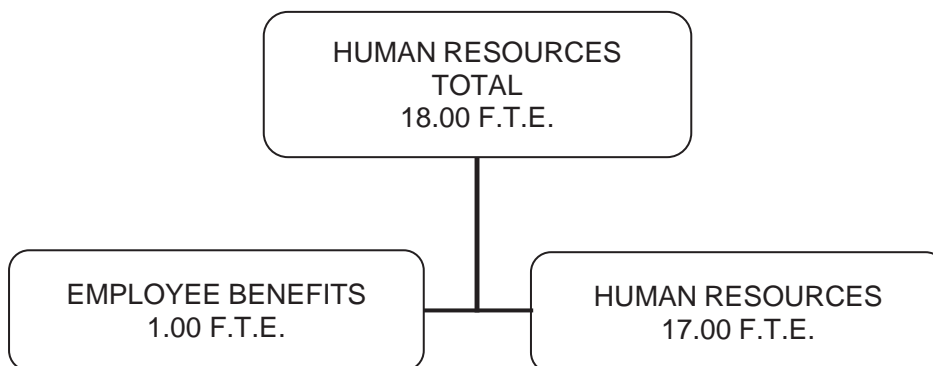 HUMAN RESOURCES
TOTAL
18.00 F.T.E.
EMPLOYEE BENEFITS
1.00 F.T.E.
HUMAN RESOURCES
17.00 F.T.E.